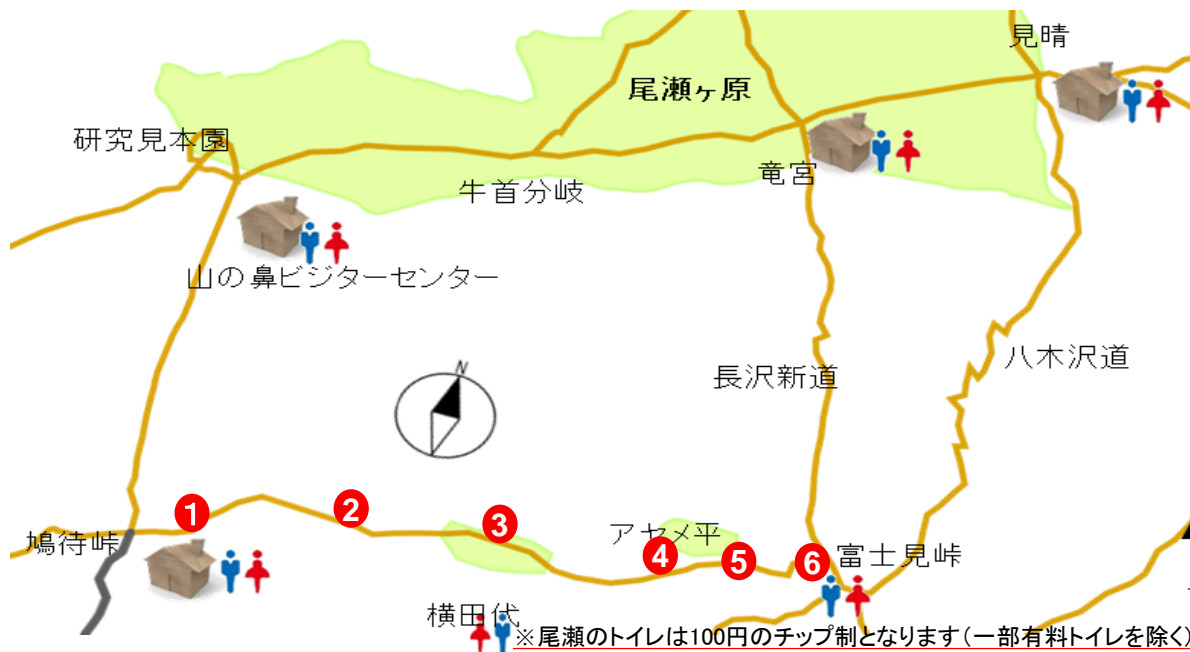 見晴
尾瀬ヶ原
研究見本園
竜宮
牛首分岐
山の鼻ビジターセンター
八木沢道
N
長沢新道
1
2
3
アヤメ平
鳩待峠
4
5
6
富士見峠
横田代
※尾瀬のトイレは100円のチップ制となります（一部有料トイレを除く）